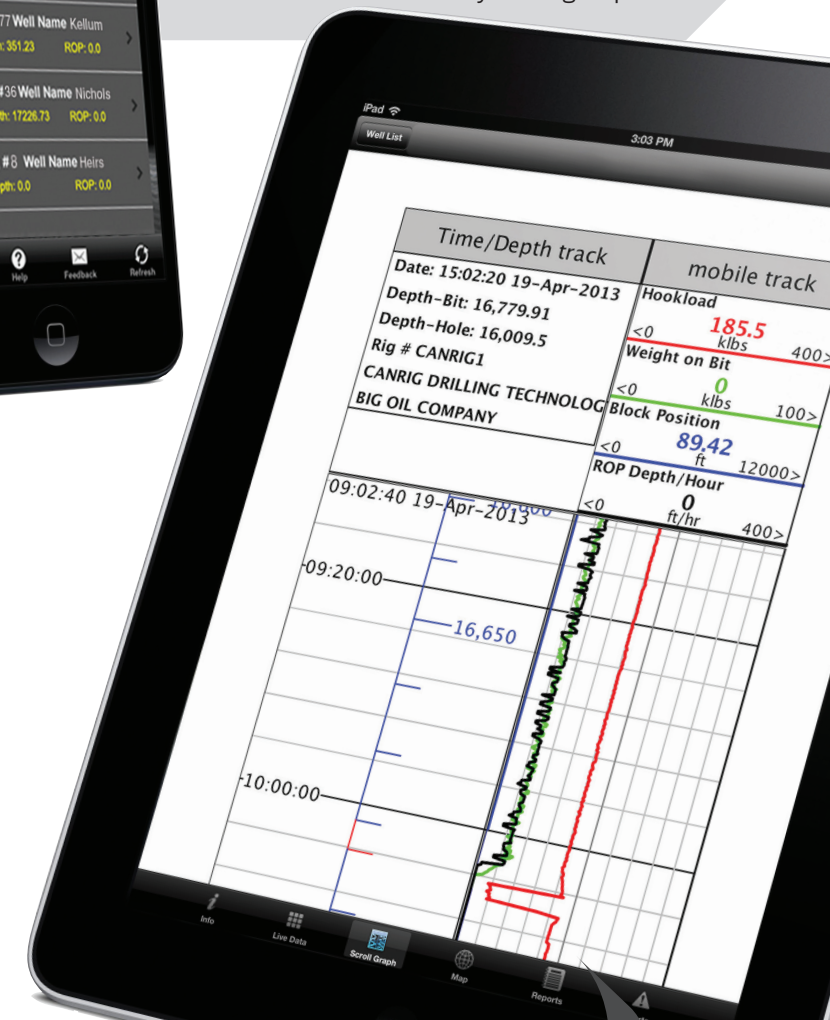 77 Well Name Kellum
351.23 ROP: 0.0
#36 Well Name Nichols
17226.73 ROP: 0.0
#8 Well Name Heirs
0.0 ROP: 0.0
Help Feedback Refresh
iPad
3:03 PM
Well List
Time/Depth track
Date: 15:02:20 19-Apr-2013
Depth-Bit: 16,779.91
Depth-Hole: 16,009.5
Rig # CANRIG1
CANRIG DRILLING TECHNOLOG
BIG OIL COMPANY
mobile track
Hookload
185.5
<0 klbs 400>
Weight on Bit
0
<0 klbs 100>
Block Position
89.42
<0 ft 12000>
ROP Depth/Hour
0
<0 ft/hr 400>
09:02:40 19-Apr-2013
09:20:00
16,650
10:00:00
Info Live Data Scroll Graph Map Reports